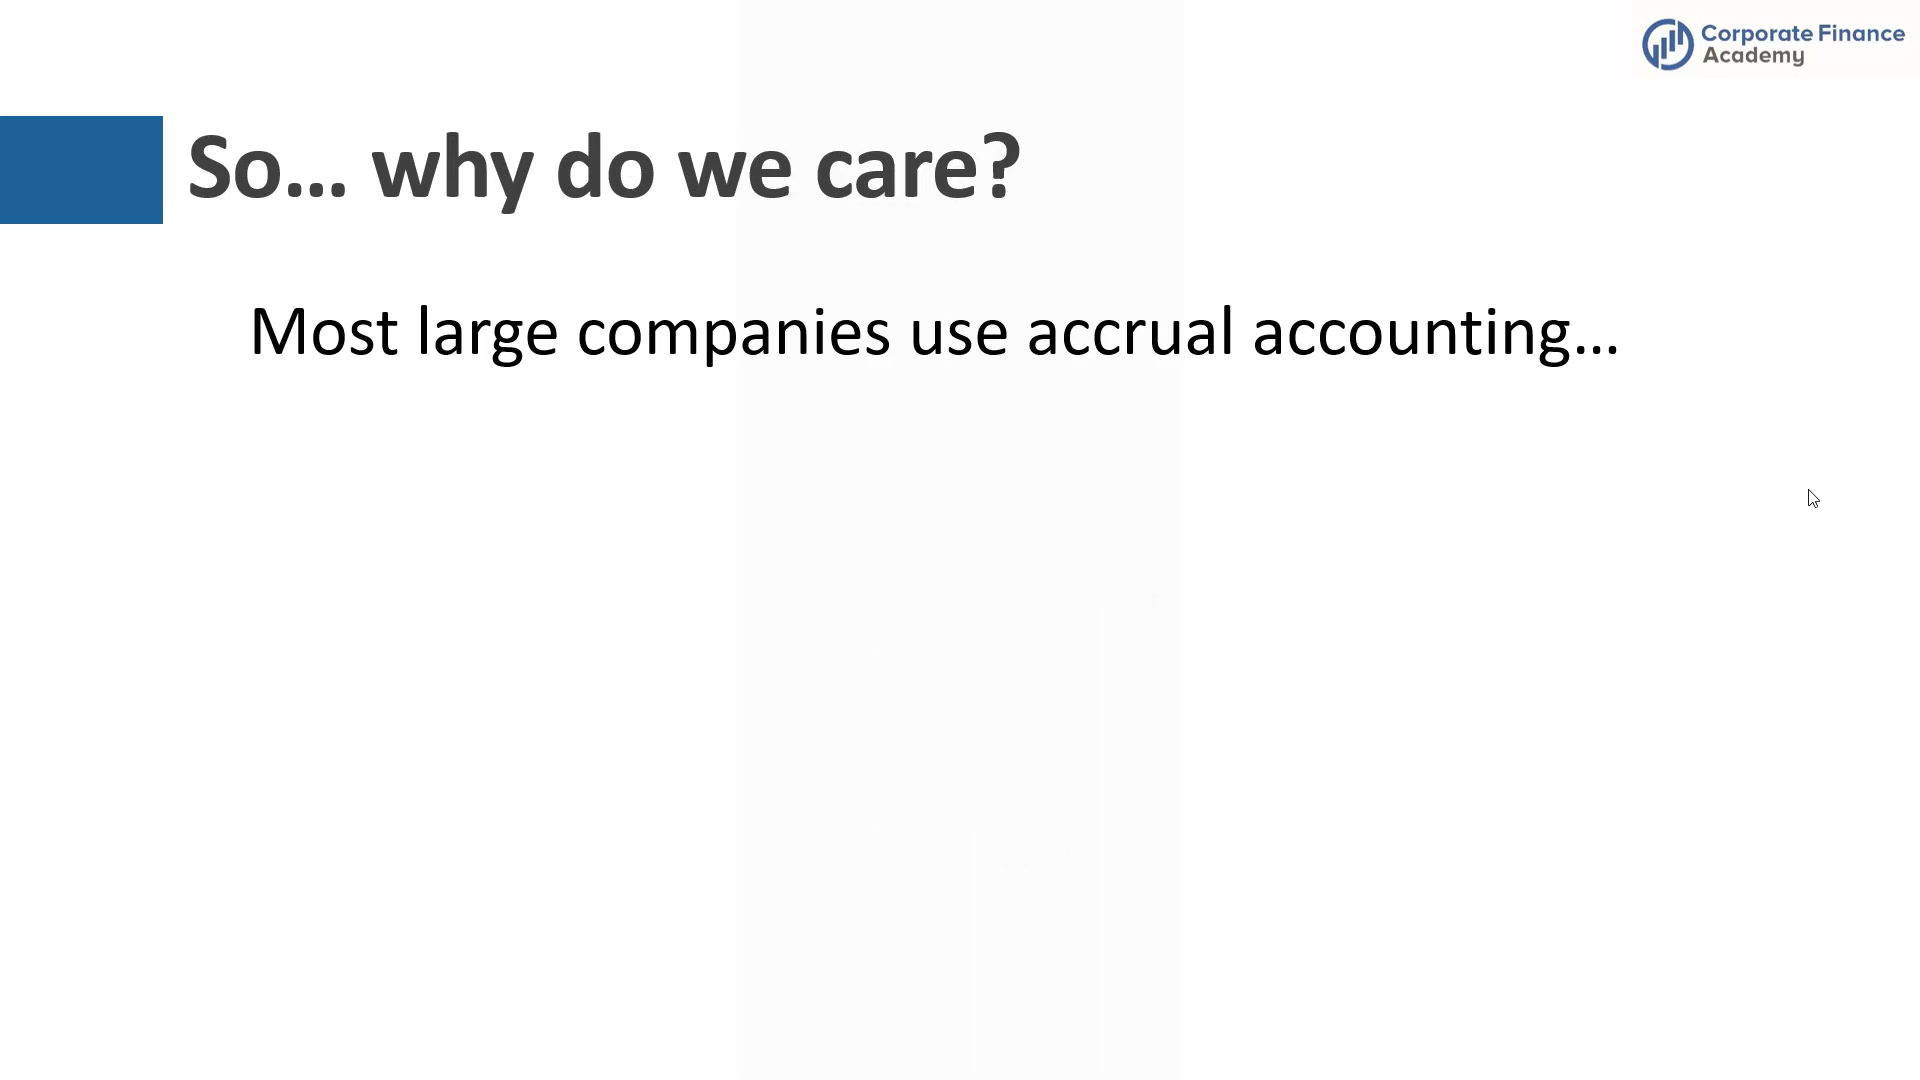 Corporate Finance
Academy
So... why do we care?
Most large companies use accrual accounting...